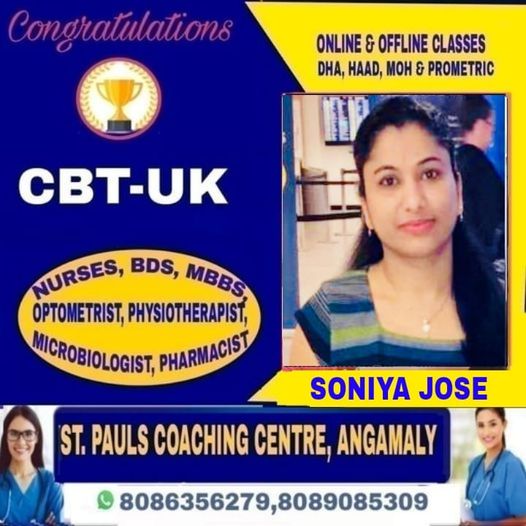 Congratulations
ONLINE & OFFLINE CLASSES
DHA, HAAD, MOH & PROMETRIC
CBT-UK
NURSES, BDS, MBBS,
OPTOMETRIST, PHYSIOTHERAPIST,
MICROBIOLOGIST, PHARMACIST
SONIYA JOSE
ST. PAULS COACHING CENTRE, ANGAMALY
8086356279,8089085309